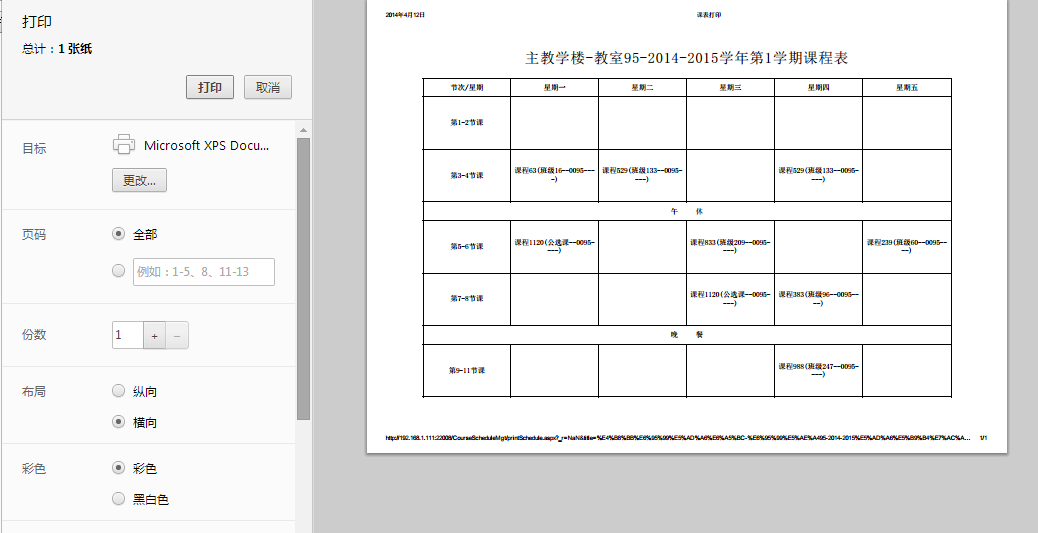 打印
总计：1 张纸
打印
取消
目标
Microsoft XPS Docu...
更改...
页码
全部
例如：1-5、8、11-13
份数
1
+
−
布局
纵向
横向
彩色
彩色
黑白色
2014年4月12日
课表打印
主教学楼-教室95-2014-2015学年第1学期课程表
节次/星期 星期一 星期二 星期三 星期四 星期五
第1-2节课
第3-4节课
课程63(班级16--0095----)
课程529(班级133--0095----)
课程529(班级133--0095----)
午 休
第5-6节课
课程1120(公选课--0095----)
课程833(班级209--0095----)
课程239(班级60--0095----)
第7-8节课
课程1120(公选课--0095----)
课程383(班级96--0095----)
晚 餐
第9-11节课
课程988(班级247--0095----)
http://192.168.1.111:22008/CourseScheduleMgt/printSchedule.aspx?_r=NaN&title=%E4%B8%BB%E6%95%99%E5%AD%A6%E6%A5%BC-%E6%95%99%E5%AE%A495-2014-2015%E5%AD%A6%E5%B9%B4%E7%AC%A...
1/1